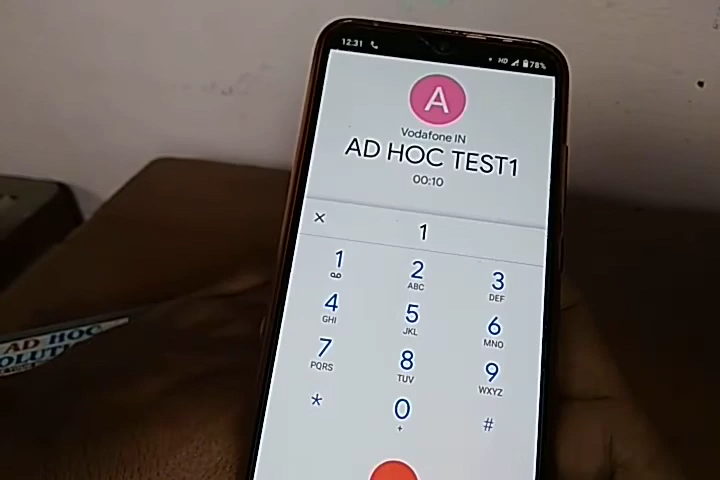 12:31
HD 78%
A
Vodafone IN
AD HOC TEST1
00:10
× 1
1 2 3
ABC DEF
4 5 6
GHI JKL MNO
7 8 9
PQRS TUV WXYZ
* 0 #
+
AD HOC